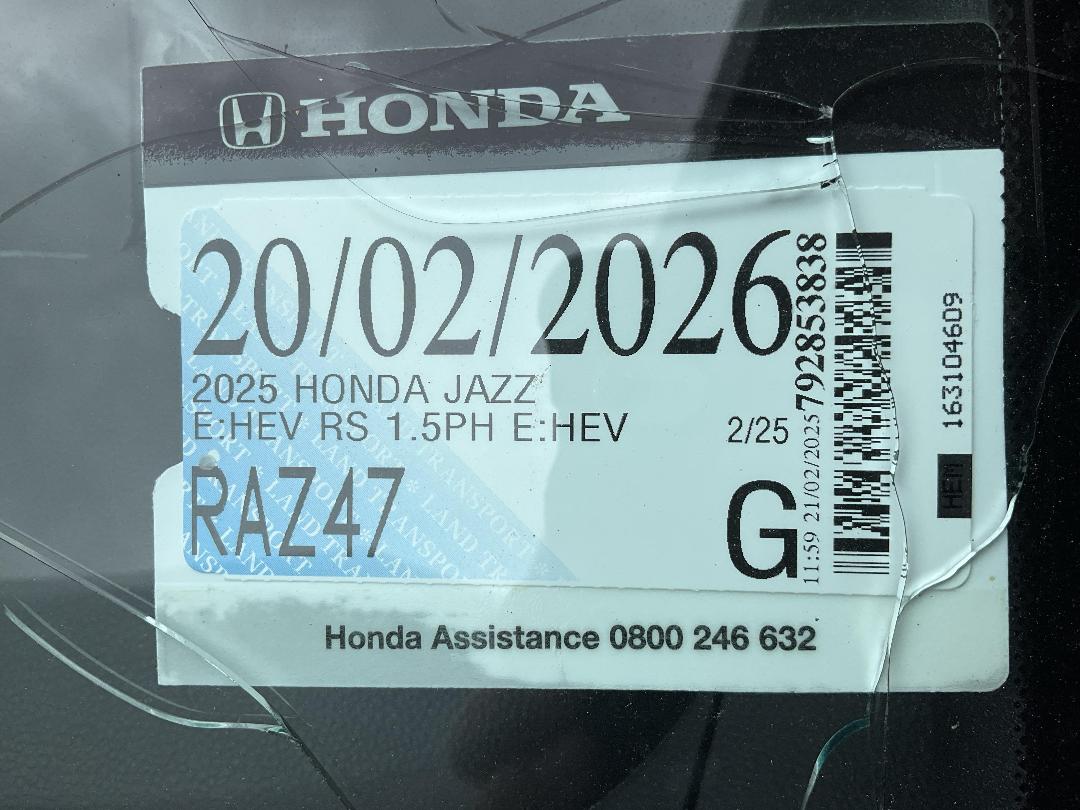 HONDA
20/02/2026
2025 HONDA JAZZ
E:HEV RS 1.5PH E:HEV 2/25
RAZ47
G
11:59 21/02/2025 792853838
HEM 163104609
Honda Assistance 0800 246 632